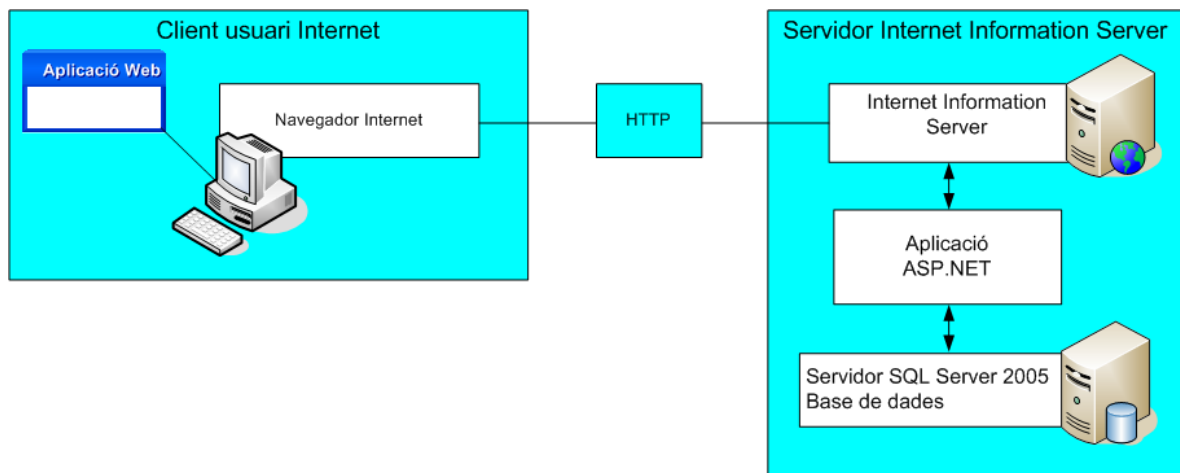 Client usuari Internet
Aplicació Web
Navegador Internet
HTTP
Servidor Internet Information Server
Internet Information
Server
Aplicació
ASP.NET
Servidor SQL Server 2005
Base de dades